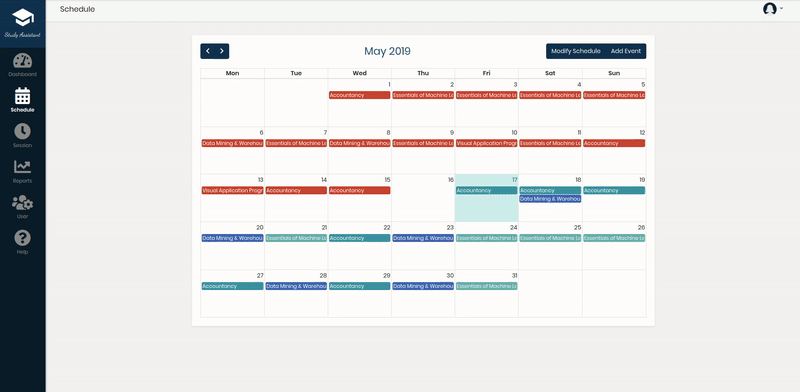 Schedule
Study Assistant
Dashboard
Schedule
Session
Reports
User
Help
May 2019
Modify Schedule Add Event
Mon Tue Wed Thu Fri Sat Sun
1 2 3 4 5
Accountancy Essentials of Machine Le Essentials of Machine Le Essentials of Machine Le Essentials of Machine Le
6 7 8 9 10 11 12
Data Mining & Warehou Essentials of Machine Le Data Mining & Warehou Essentials of Machine Le Visual Application Progr Essentials of Machine Le Accountancy
13 14 15 16 17 18 19
Visual Application Progr Accountancy Accountancy Accountancy Accountancy Accountancy
Data Mining & Warehou
20 21 22 23 24 25 26
Data Mining & Warehou Essentials of Machine Le Accountancy Data Mining & Warehou Essentials of Machine Le Essentials of Machine Le Essentials of Machine Le
27 28 29 30 31
Accountancy Data Mining & Warehou Accountancy Data Mining & Warehou Essentials of Machine Le